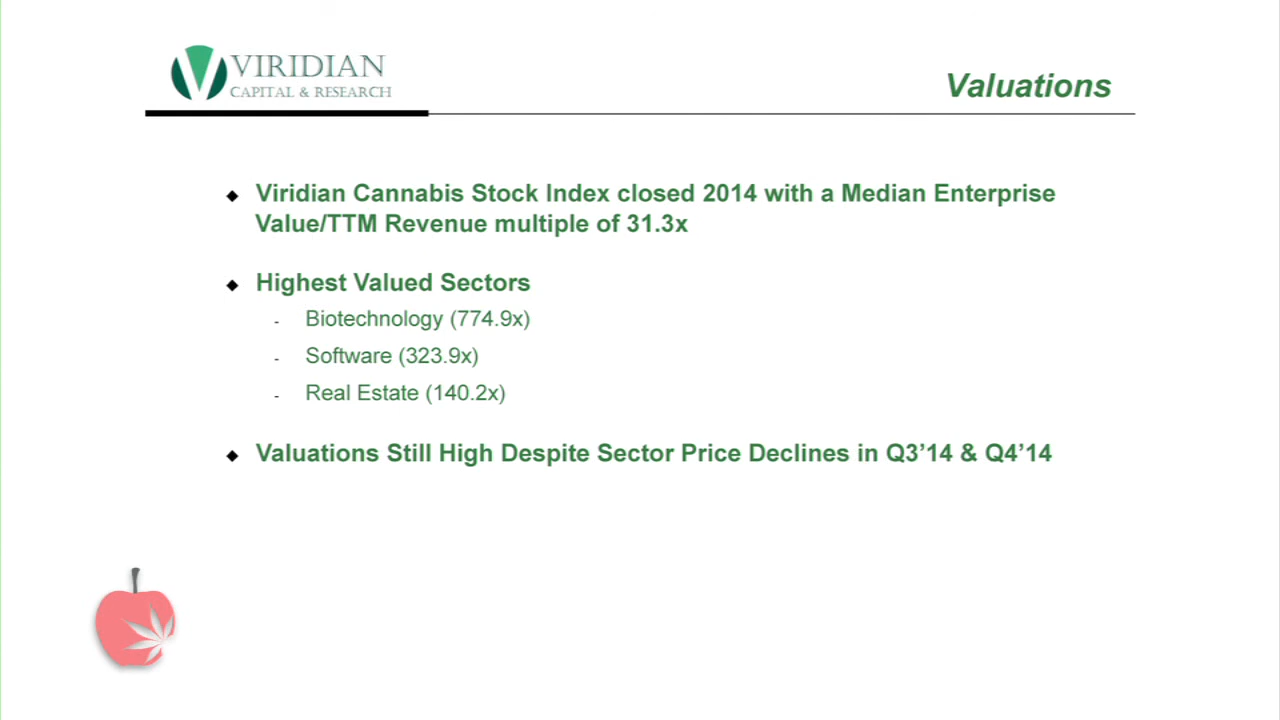 VIRIDIAN
CAPITAL & RESEARCH
Valuations
Viridian Cannabis Stock Index closed 2014 with a Median Enterprise
Value/TTM Revenue multiple of 31.3x
Highest Valued Sectors
- Biotechnology (774.9x)
- Software (323.9x)
- Real Estate (140.2x)
Valuations Still High Despite Sector Price Declines in Q3’14 & Q4’14